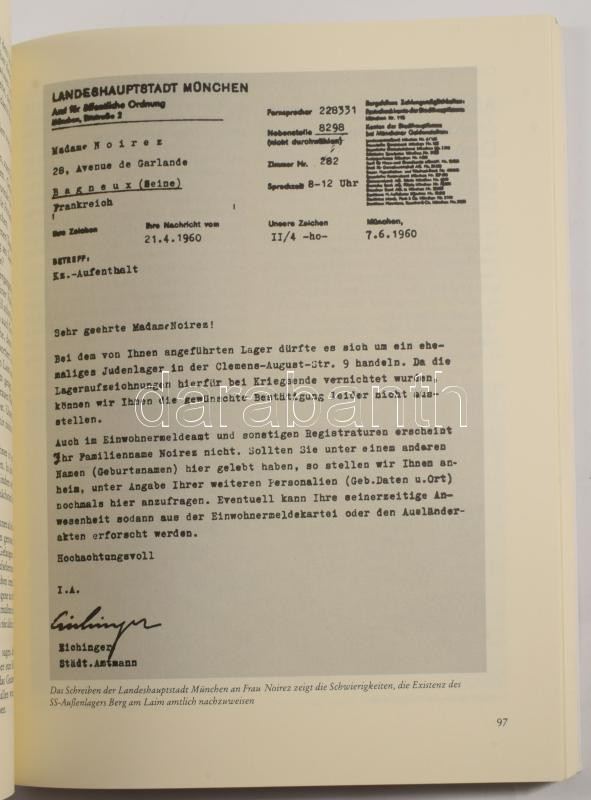 LANDESHAUPTSTADT MÜNCHEN
Amt für öffentliche Ordnung
München,
Madame Noirez
26, Avenue de Garlande
Bagneux (Seine)
Frankreich
Fernsprecher 228331
Nebenstelle 8298
(nicht durchwählen)
Zimmer Nr. 282
Sprechzeit 8-12 Uhr
Ihre Zeichen
Ihre Nachricht vom
21.4.1960
Unsere Zeichen
II/4 -ho-
München,
7.6.1960
BETREFF:
Kz.-Aufenthalt
Sehr geehrte Madame Noirez!
Bei dem von Ihnen angeführten Lager dürfte es sich um ein ehe-
maliges Judenlager in der Clemens-August-Str. 9 handeln. Da die
Lageraufzeichnungen hierfür bei Kriegsende vernichtet wurden,
können wir Ihnen die gewünschte Bestätigung leider nicht aus-
stellen.
Auch im Einwohnermeldeamt und sonstigen Registraturen erscheint
Ihr Familienname Noirez nicht. Sollten Sie unter einem anderen
Namen (Geburtsnamen) hier gelebt haben, so stellen wir Ihnen an-
heim, unter Angabe Ihrer weiteren Personalien (Geb.Daten u.Ort)
nochmals hier anzufragen. Eventuell kann Ihre seinerzeitige An-
wesenheit sodann aus der Einwohnermeldekartei oder den Ausländer-
akten erforscht werden.
Hochachtungsvoll
I.A.
Eichinger
Eichinger
Städt.Amtmann
Das Schreiben der Landeshauptstadt München an Frau Noirez zeigt die Schwierigkeiten, die Existenz des
SS-Außenlagers Berg am Laim amtlich nachzuweisen
97
darabanth